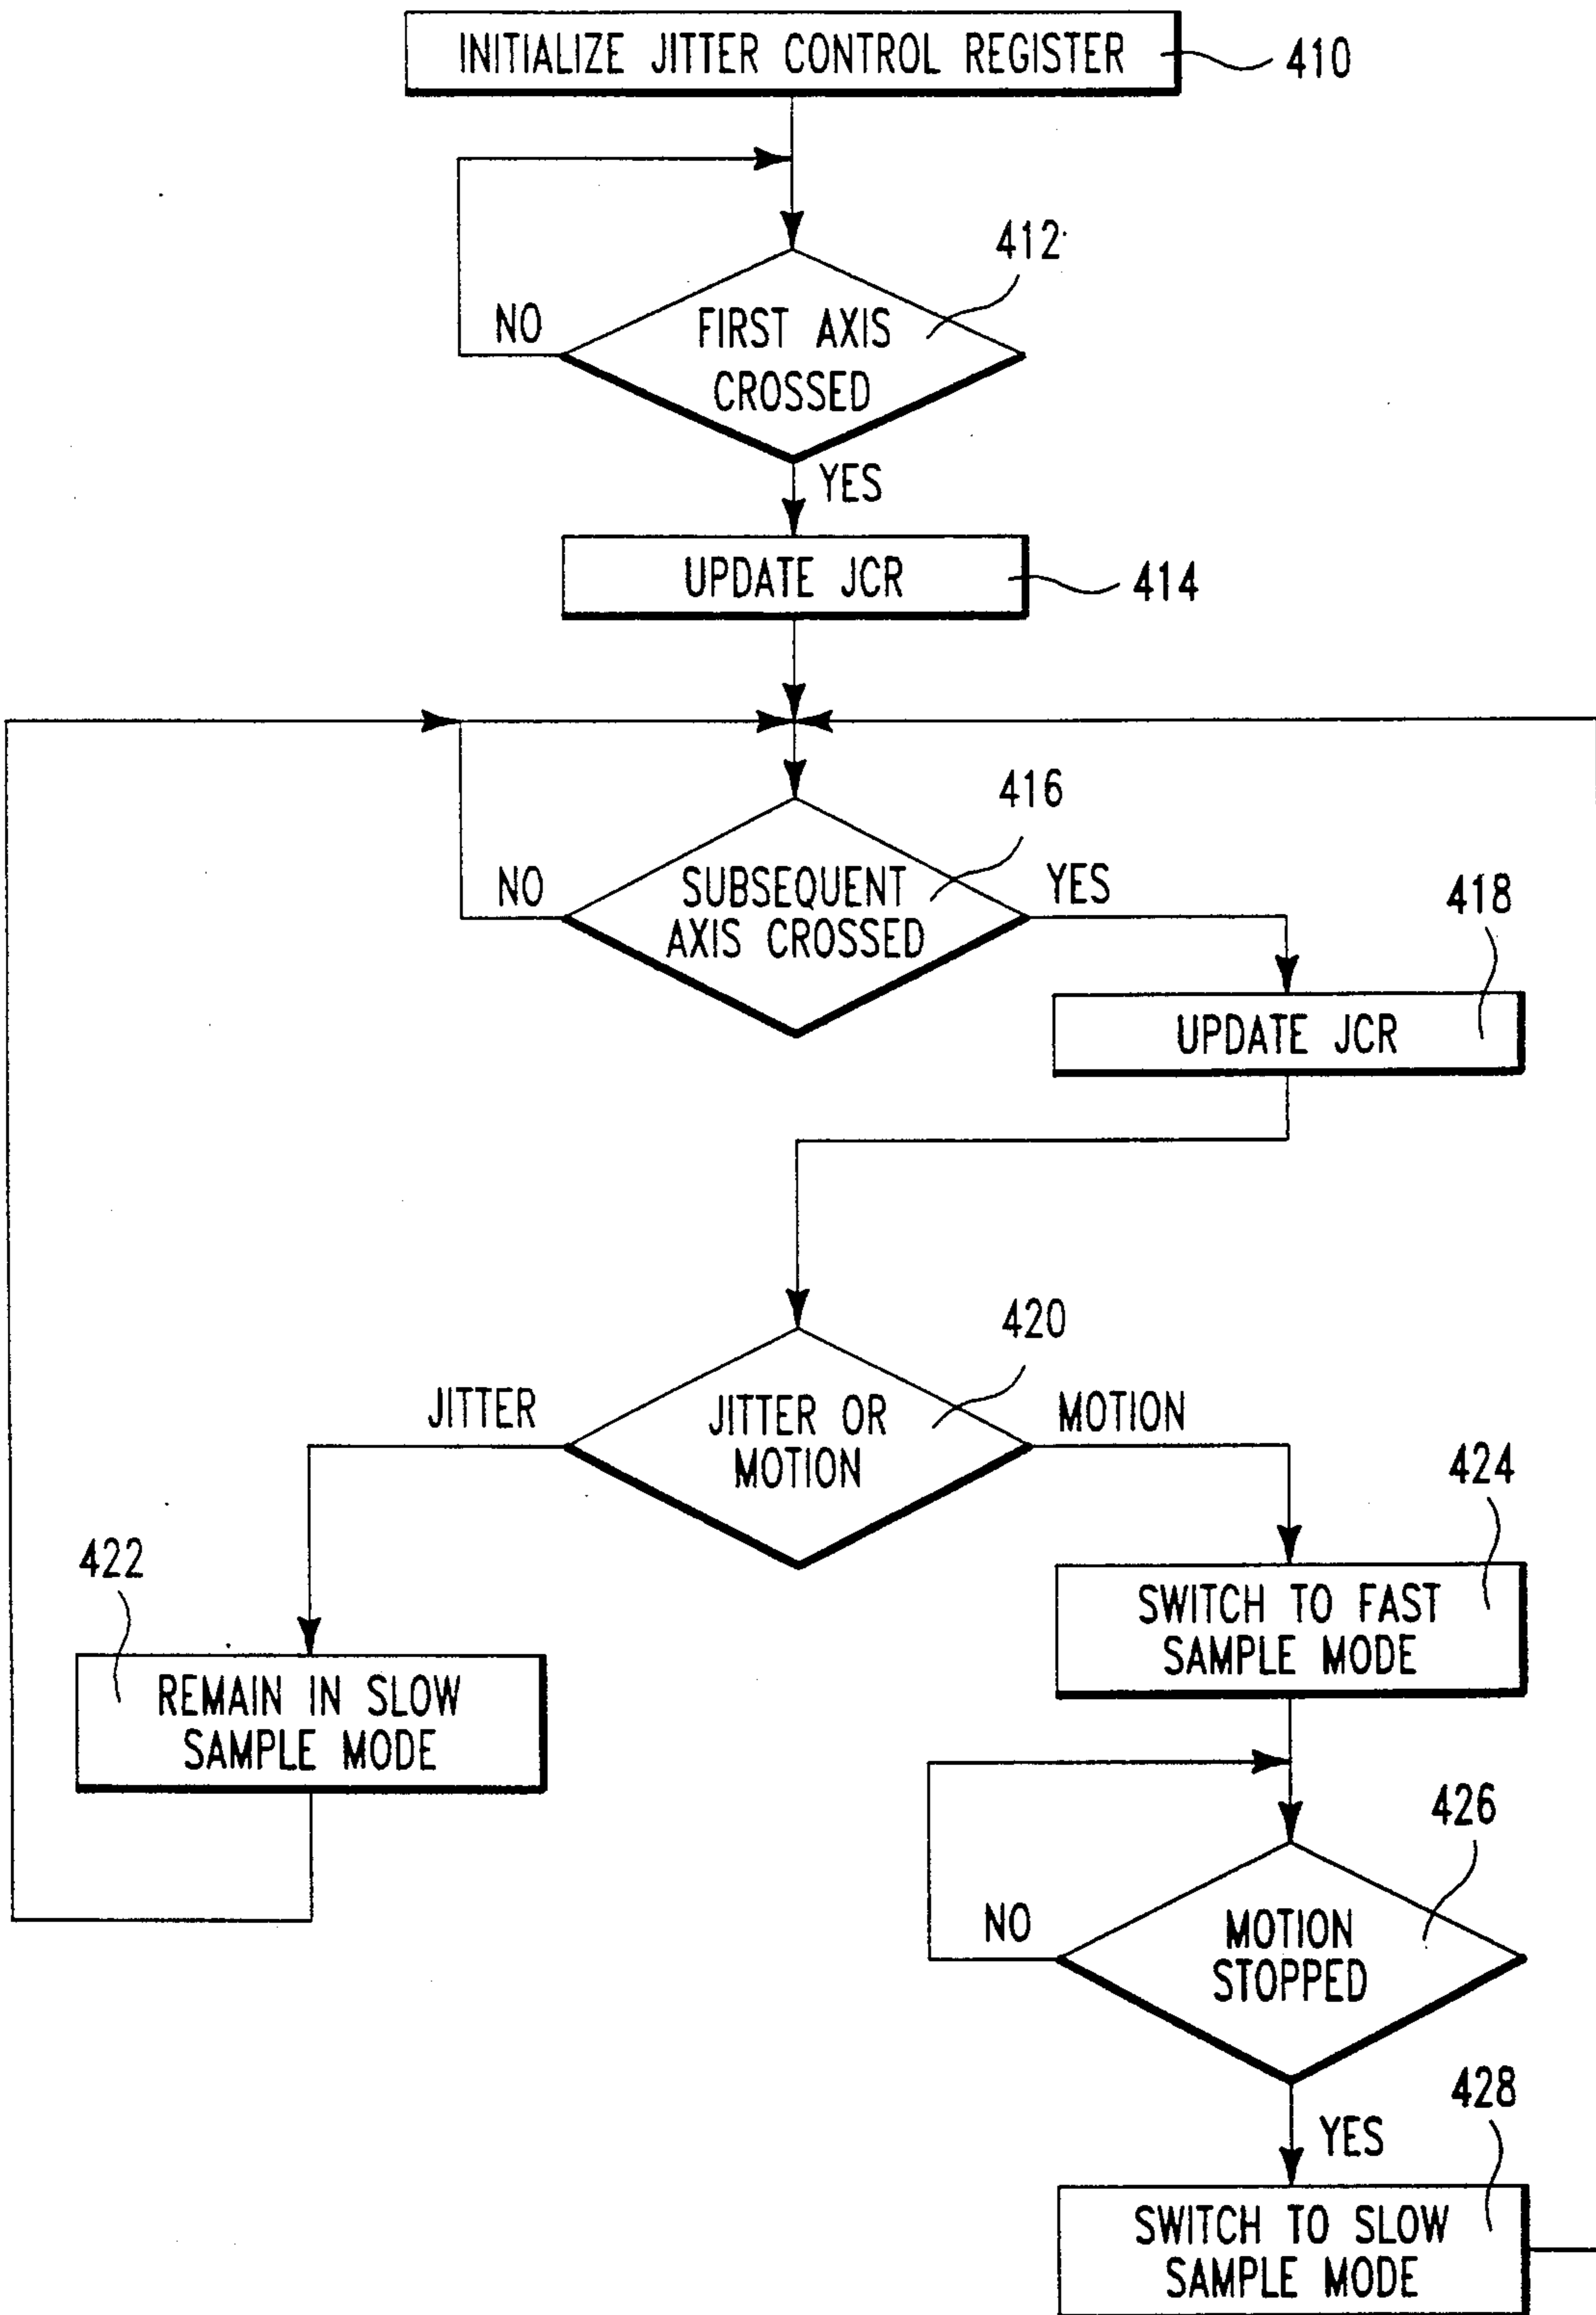 INITIALIZE JITTER CONTROL REGISTER
410
412
NO
FIRST AXIS
CROSSED
YES
UPDATE JCR
414
416
NO
SUBSEQUENT
AXIS CROSSED
YES
418
UPDATE JCR
420
JITTER
JITTER OR
MOTION
MOTION
424
422
SWITCH TO FAST
SAMPLE MODE
REMAIN IN SLOW
SAMPLE MODE
426
NO
MOTION
STOPPED
428
YES
SWITCH TO SLOW
SAMPLE MODE